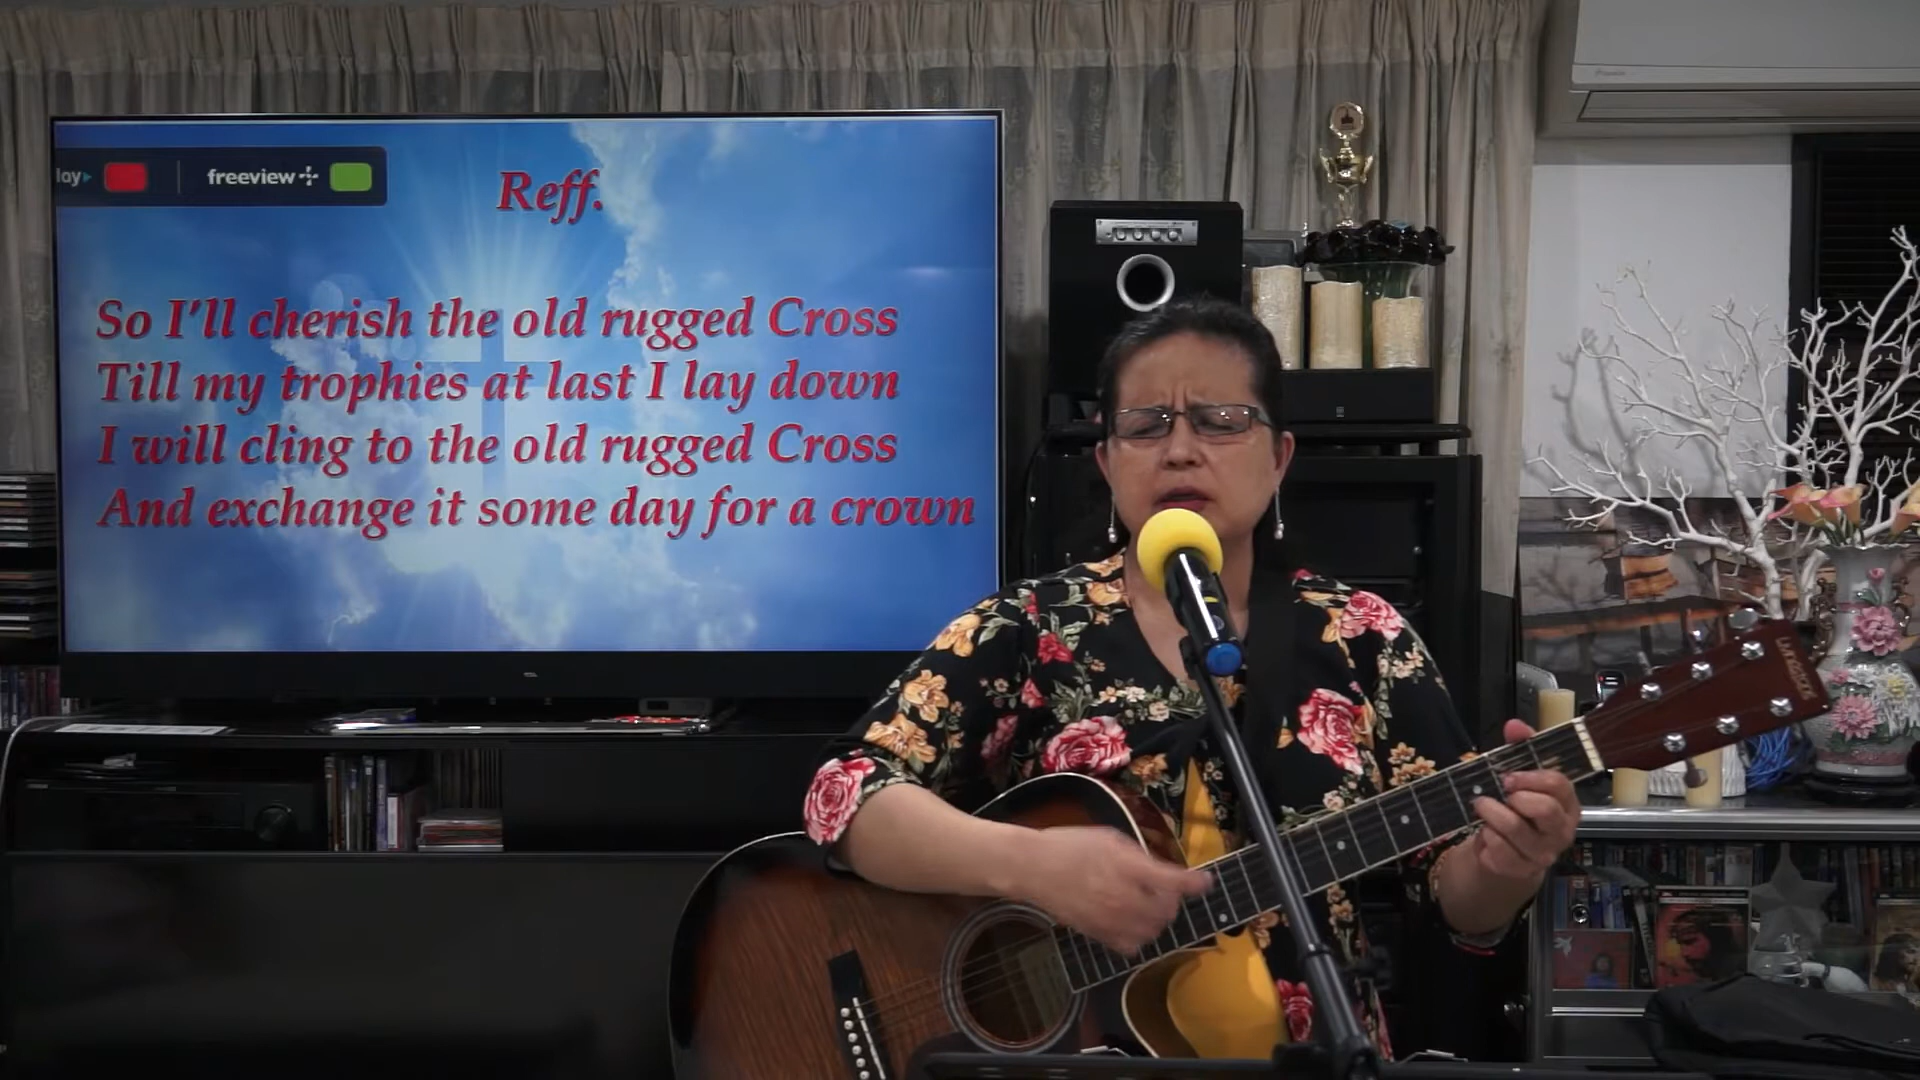 lay
freeview
Reff.
So I'll cherish the old rugged Cross
Till my trophies at last I lay down
I will cling to the old rugged Cross
And exchange it some day for a crown
TCL